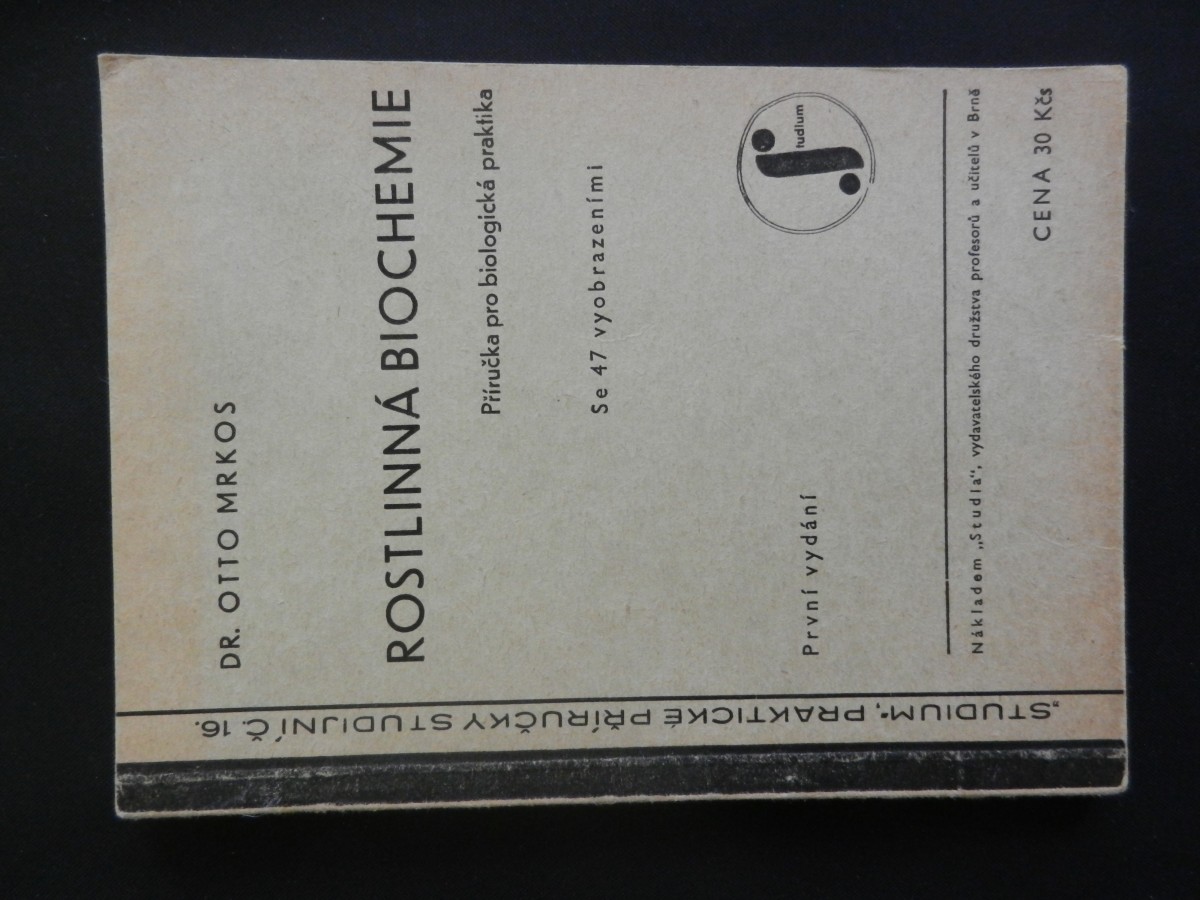 DR. OTTO MRKOS
ROSTLINNÁ BIOCHEMIE
Příručka pro biologická praktika
Se 47 vyobrazeními
tudium
První vydání
Nákladem „Studia“, vydavatelského družstva profesorů a učitelů v Brně
CENA 30 Kčs
„STUDIUM“, PRAKTICKÉ PŘÍRUČKY STUDIJNÍ Č. 16.